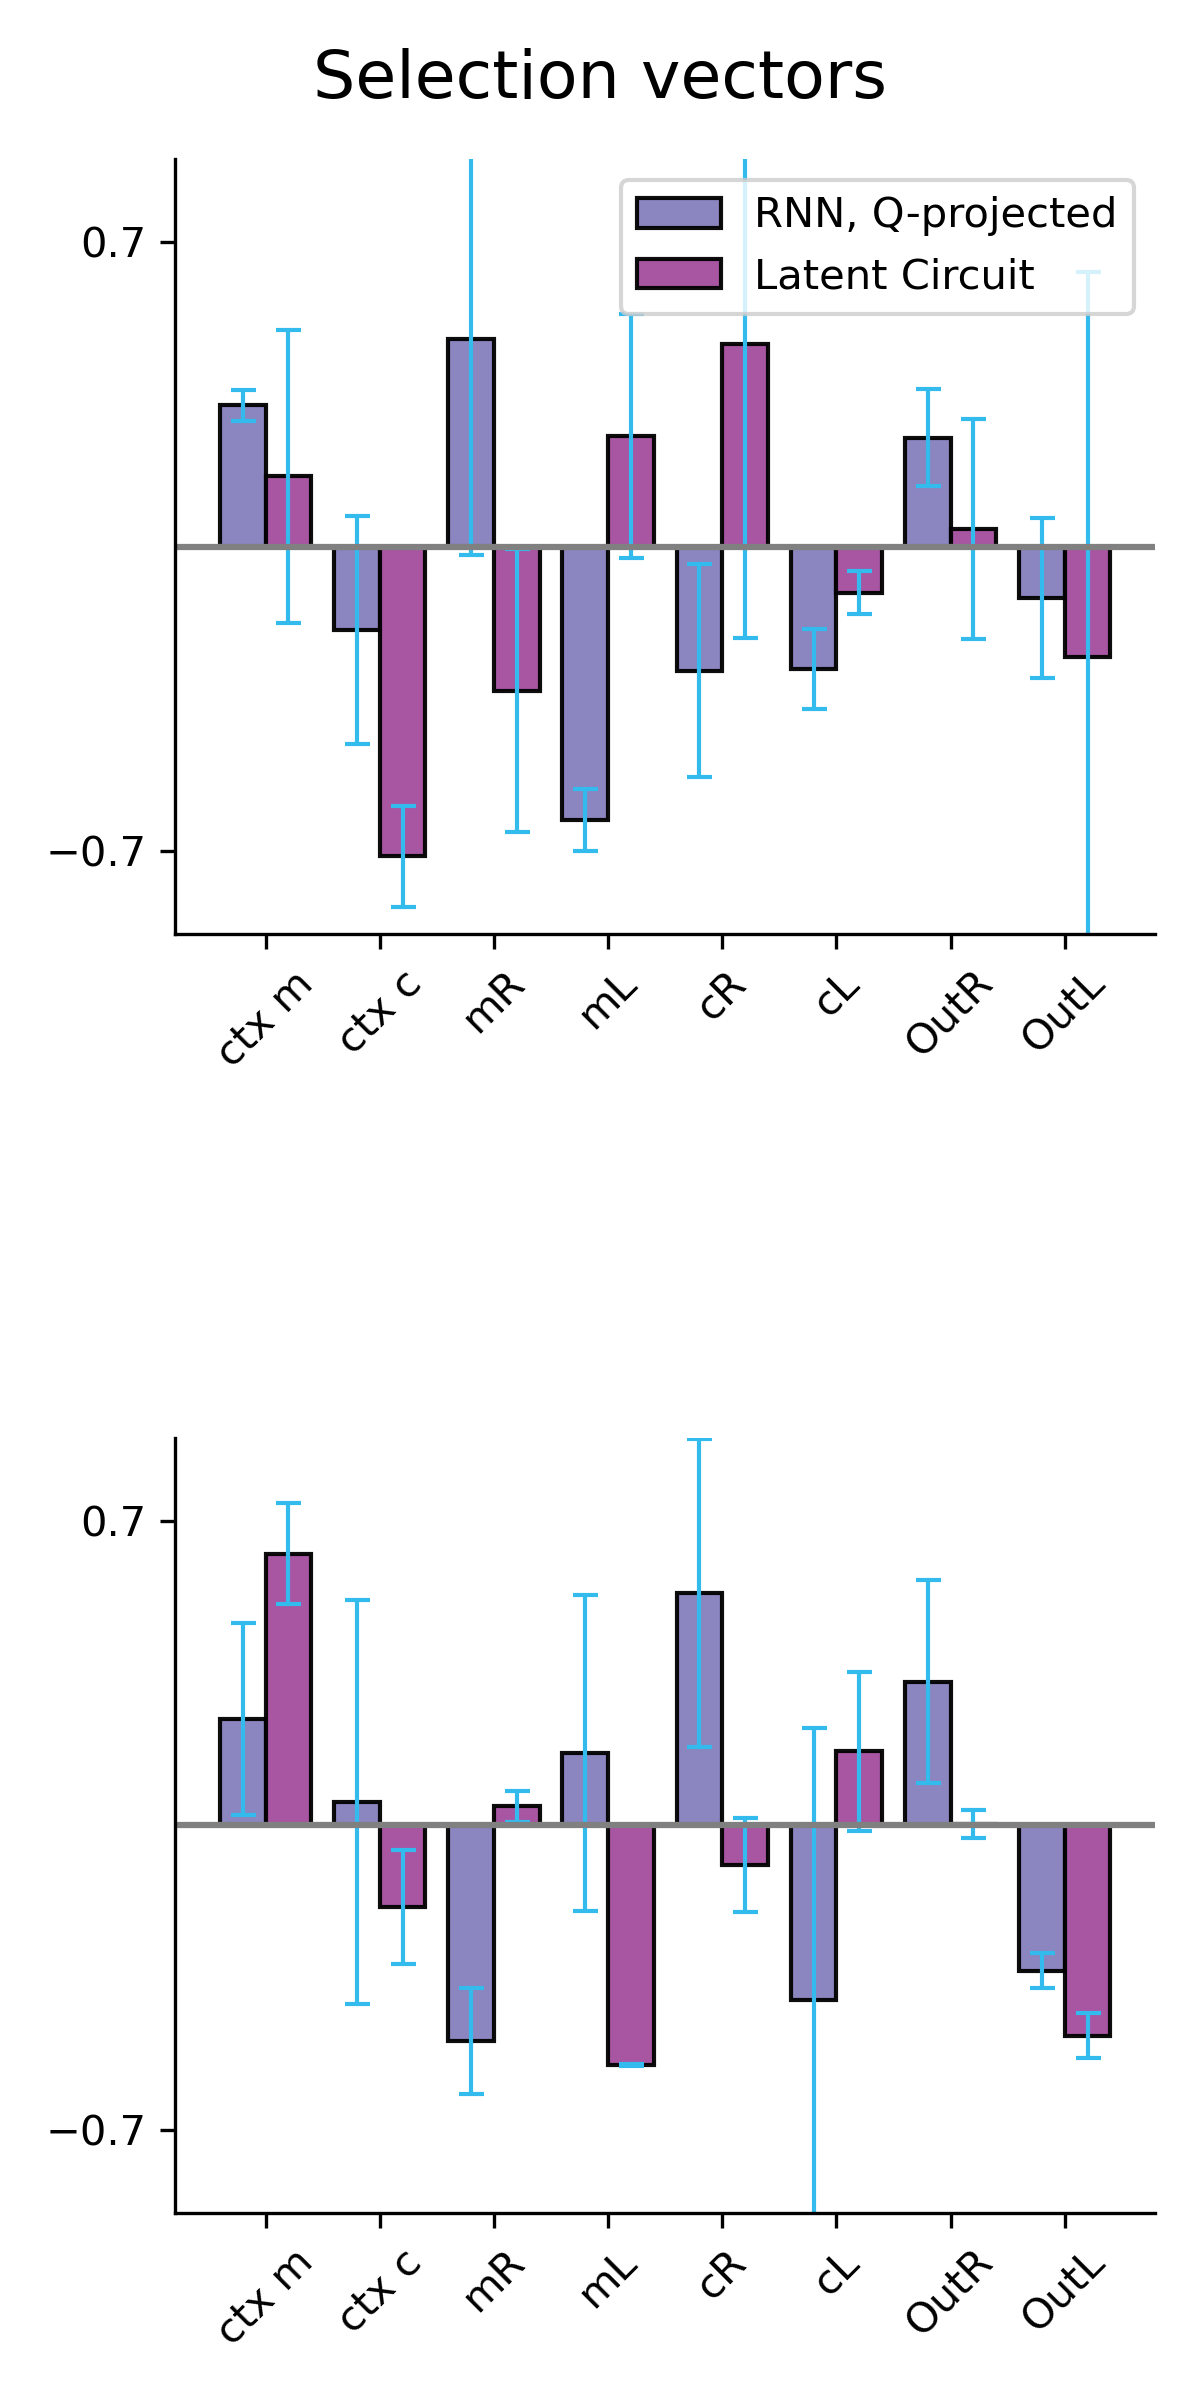 Selection vectors
RNN, Q-projected
Latent Circuit
0.7
−0.7
ctx m
ctx c
mR
mL
cR
cL
OutR
OutL
0.7
−0.7
ctx m
ctx c
mR
mL
cR
cL
OutR
OutL